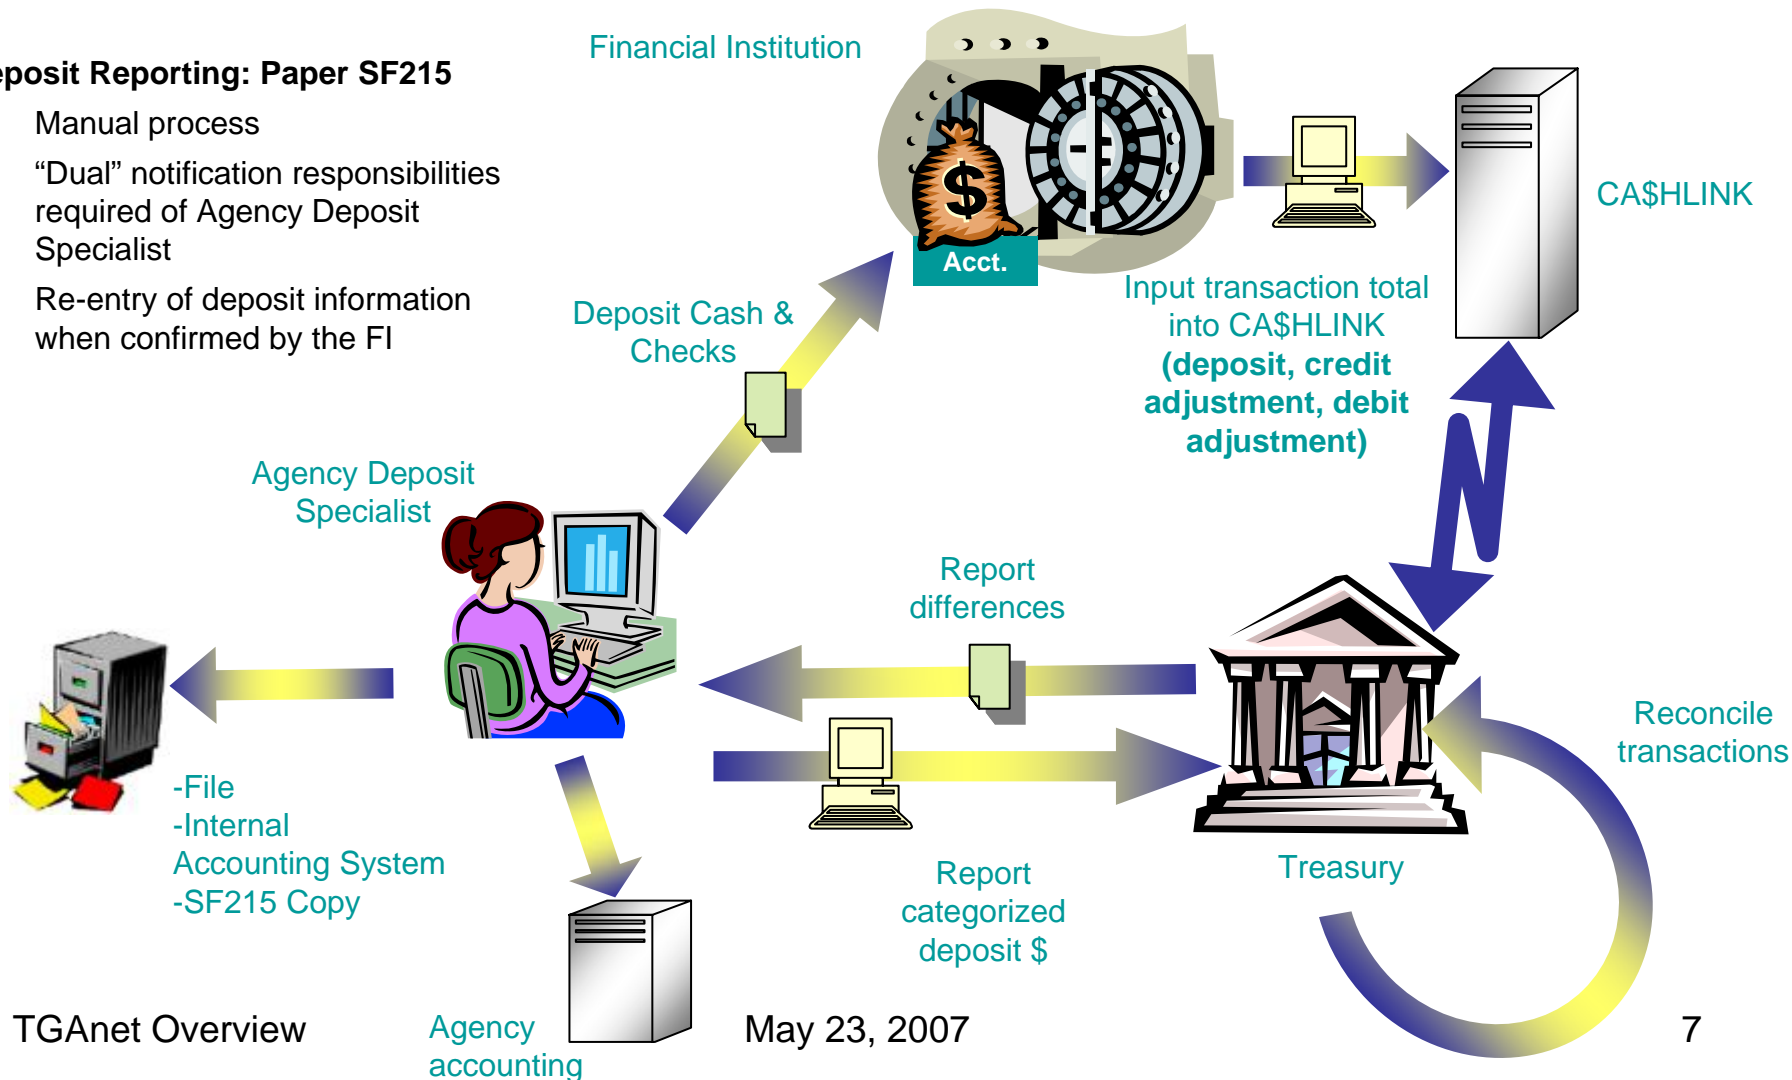 eposit Reporting: Paper SF215
Manual process
“Dual” notification responsibilities
required of Agency Deposit
Specialist
Re-entry of deposit information
when confirmed by the FI
Financial Institution
$
Acct.
CA$HLINK
Deposit Cash &
Checks
Input transaction total
into CA$HLINK
(deposit, credit
adjustment, debit
adjustment)
Agency Deposit
Specialist
Report
differences
Reconcile
transactions
-File
-Internal
Accounting System
-SF215 Copy
Report
categorized
deposit $
Treasury
Agency
accounting
TGAnet Overview
May 23, 2007
7